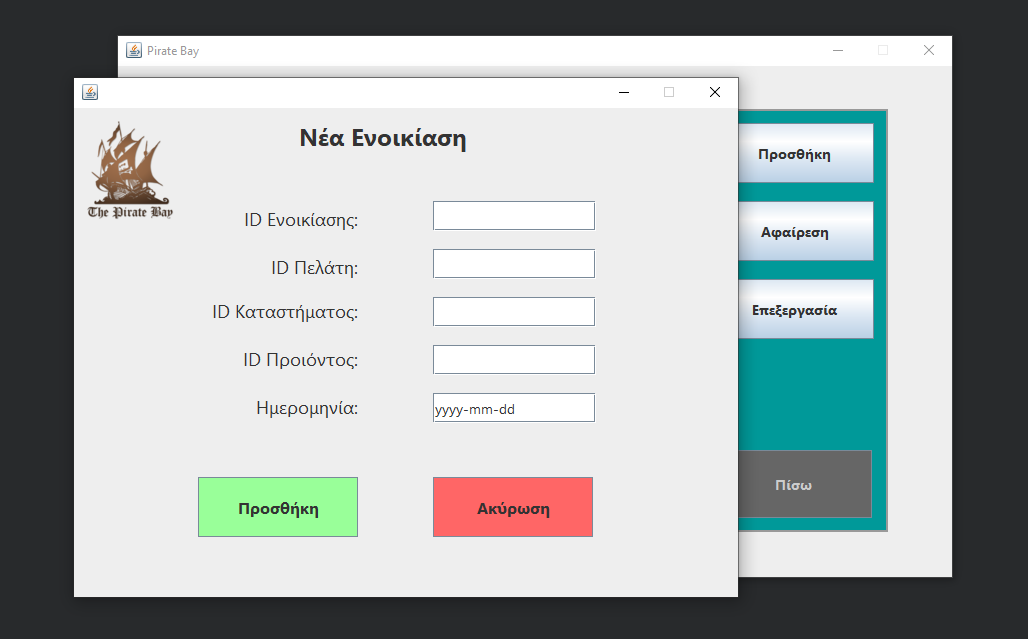 Pirate Bay
Νέα Ενοικίαση
The Pirate Bay
ID Ενοικίασης:
ID Πελάτη:
ID Καταστήματος:
ID Προιόντος:
Ημερομηνία:
yyyy-mm-dd
Προσθήκη
Ακύρωση
Προσθήκη
Αφαίρεση
Επεξεργασία
Πίσω